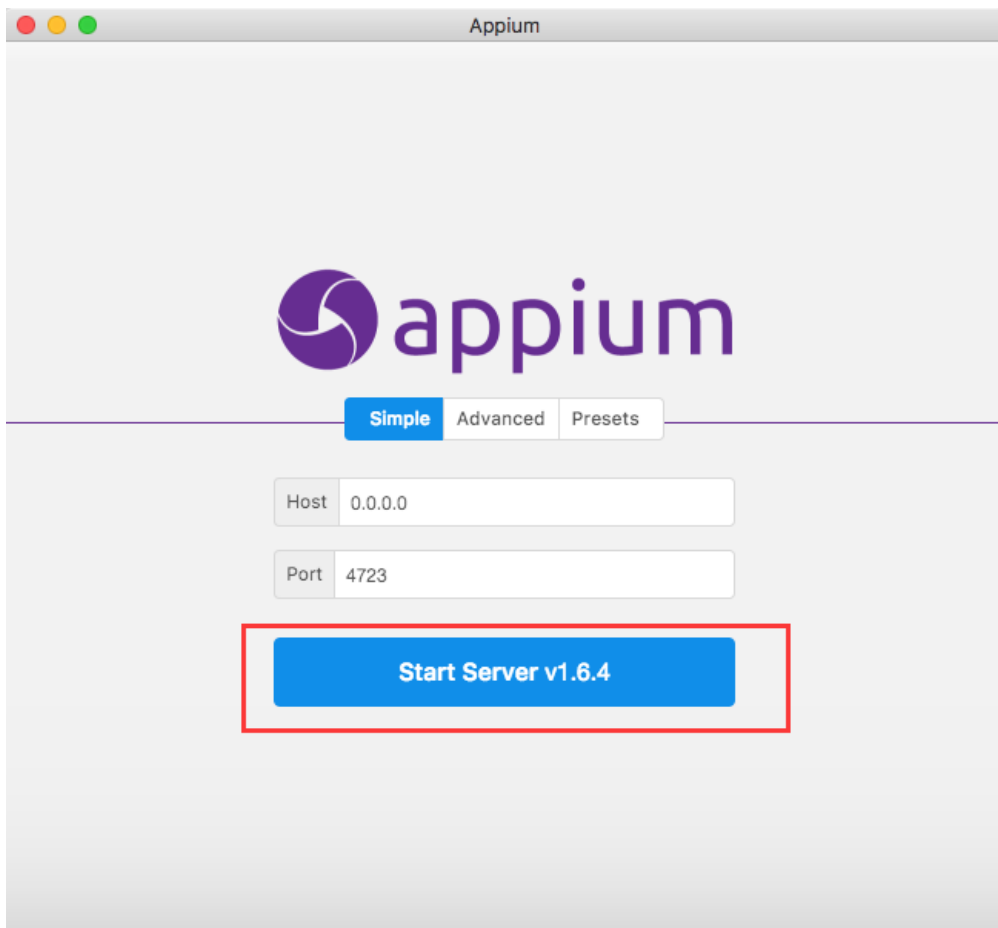 Appium
appium
Simple Advanced Presets
Host 0.0.0.0
Port 4723
Start Server v1.6.4